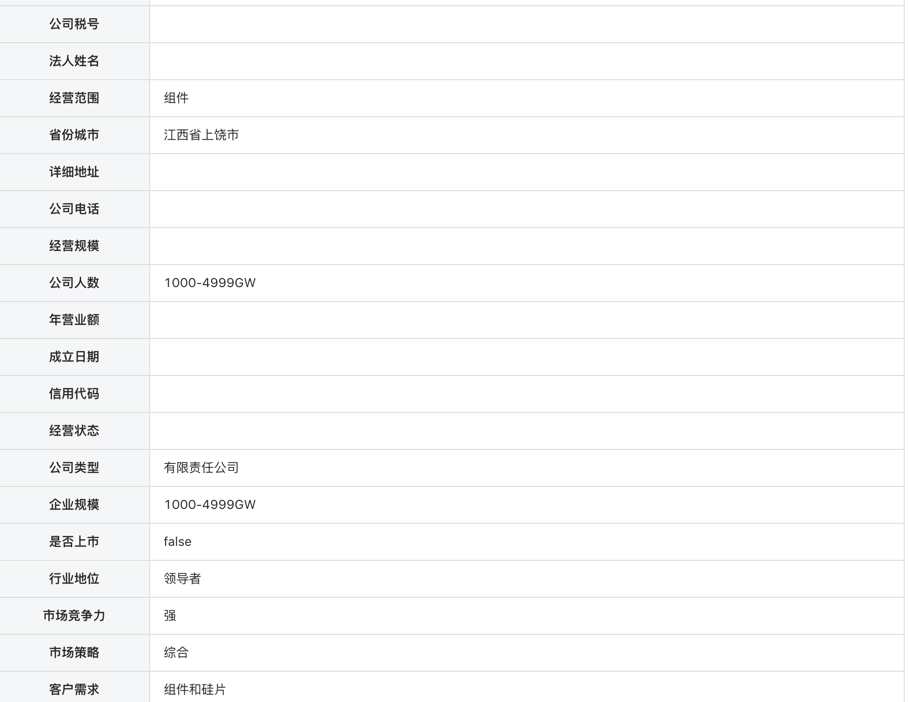 公司税号
法人姓名
经营范围 组件
省份城市 江西省上饶市
详细地址
公司电话
经营规模
公司人数 1000-4999GW
年营业额
成立日期
信用代码
经营状态
公司类型 有限责任公司
企业规模 1000-4999GW
是否上市 false
行业地位 领导者
市场竞争力 强
市场策略 综合
客户需求 组件和硅片